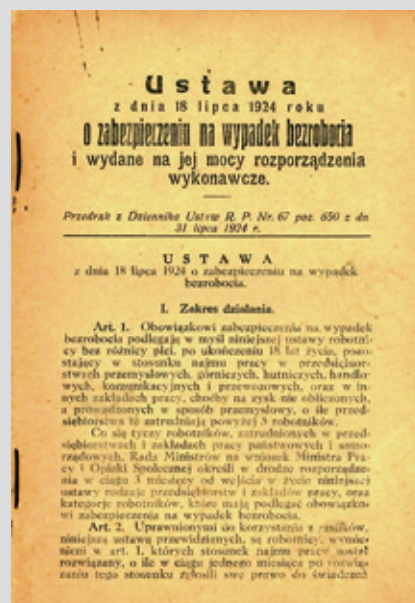 Ustawa
z dnia 18 lipca 1924 roku
o zabezpieczeniu na wypadek bezrobocia
i wydane na jej mocy rozporządzenia
wykonawcze.
Przedruk z Dziennika Ustaw R. P. Nr. 67 poz. 650 z dn
31 lipca 1924 r.
USTAWA
z dnia 18 lipca 1924 o zabezpieczeniu na wypadek
bezrobocia.
I. Zakres działania.
Art. 1. Obowiązkowi zabezpieczenia na wypadek
bezrobocia podlegają w myśl niniejszej ustawy robotni-
cy bez różnicy płci, po ukończeniu 18 lat życia, pozo-
stający w stosunku najmu pracy w przedsiębior-
stwach przemysłowych, górniczych, hutniczych, handlo-
wych, komunikacyjnych i przewozowych, oraz w in-
nych zakładach pracy, choćby na zysk nie obliczonych,
a prowadzonych w sposób przemysłowy, o ile przed-
siębiorstwa te zatrudniają powyżej 5 robotników.
Co się tyczy robotników, zatrudnionych w przed-
siębiorstwach i zakładach pracy państwowych i samo-
rządowych, Rada Ministrów na wniosek Ministra Pra-
cy i Opieki Społecznej określi w drodze rozporządze-
nia w ciągu 3 miesięcy od wejścia w życie niniejszej
ustawy rodzaje przedsiębiorstw i zakładów pracy, oraz
kategorje robotników, które mają podlegać obowiązko-
wi zabezpieczenia na wypadek bezrobocia.
Art. 2. Uprawnionymi do korzystania z zasiłków,
niniejszą ustawą przewidzianych, są robotnicy, wymie-
nieni w art. 1, których stosunek najmu pracy został
rozwiązany, o ile w ciągu jednego miesiąca po rozwią-
zaniu tego stosunku zgłosili swe prawo do świadczeń